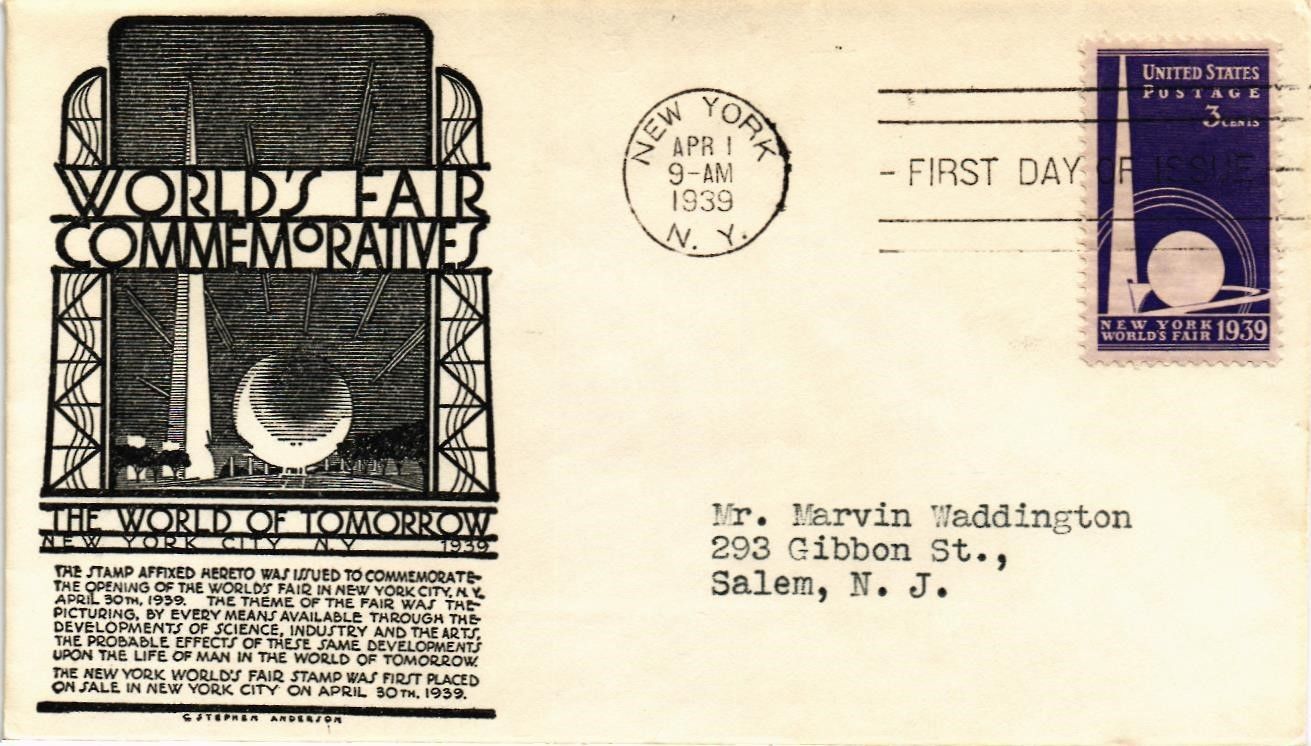 WORLD'S FAIR
COMMEMORATIVES
THE WORLD OF TOMORROW
NEW YORK CITY N.Y. 1939
THE STAMP AFFIXED HERETO WAS ISSUED TO COMMEMORATE
THE OPENING OF THE WORLD'S FAIR IN NEW YORK CITY, N.Y.
APRIL 30TH, 1939. THE THEME OF THE FAIR WAS THE
PICTURING, BY EVERY MEANS AVAILABLE THROUGH THE
DEVELOPMENTS OF SCIENCE, INDUSTRY AND THE ARTS,
THE PROBABLE EFFECTS OF THESE SAME DEVELOPMENTS
UPON THE LIFE OF MAN IN THE WORLD OF TOMORROW.
THE NEW YORK WORLD'S FAIR STAMP WAS FIRST PLACED
ON SALE IN NEW YORK CITY ON APRIL 30TH, 1939.
C. STEPHEN ANDERSON
NEW YORK
APR 1
9-AM
1939
N. Y.
- FIRST DAY OF ISSUE -
UNITED STATES
POSTAGE
3 CENTS
NEW YORK
WORLD'S FAIR 1939
Mr. Marvin Waddington
293 Gibbon St.,
Salem, N. J.